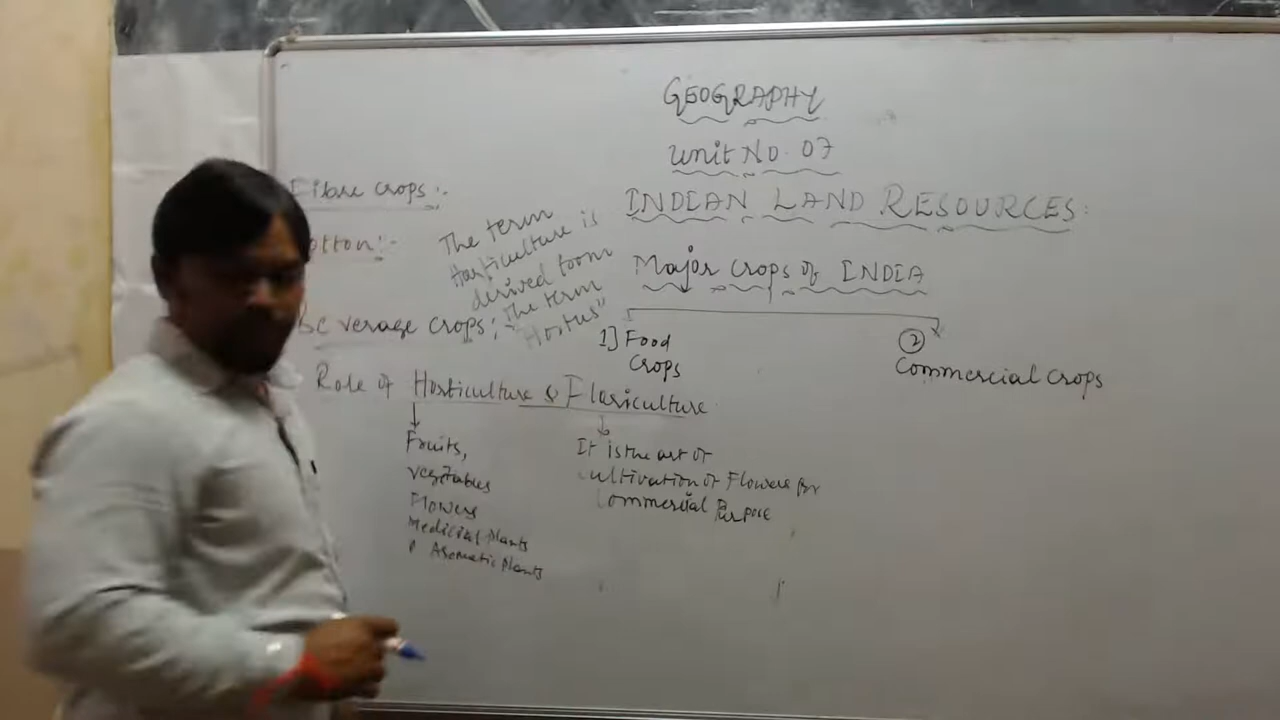 GEOGRAPHY
Unit No. 07
INDIAN LAND RESOURCES:
Major crops of INDIA
1] Food
Crops
②
Commercial Crops
Fibre crops:-
otton:-
The term
Horticulture is
derived from
The term
"Hortus"
Beverage crops:-
Role of Horticulture & Floriculture
Fruits,
vegetables
Flowers
Medicial plants
Aromatic plants
It is the art of
cultivation of Flowers for
Commercial Purpose